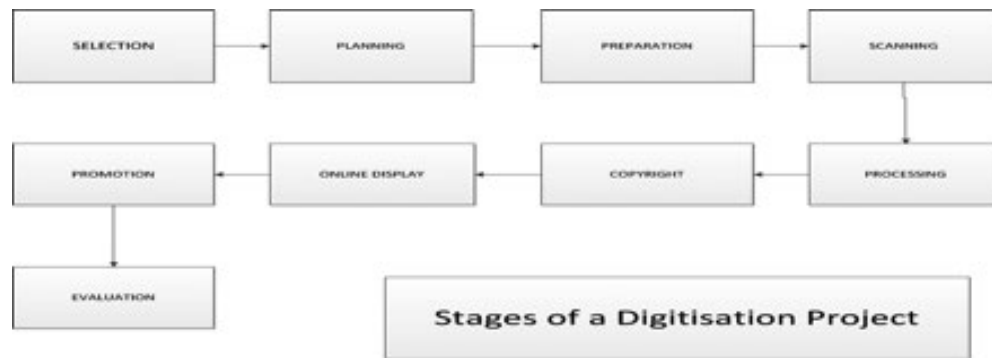 SELECTION
PLANNING
PREPARATION
SCANNING
PROCESSING
COPYRIGHT
ONLINE DISPLAY
PROMOTION
EVALUATION
Stages of a Digitisation Project